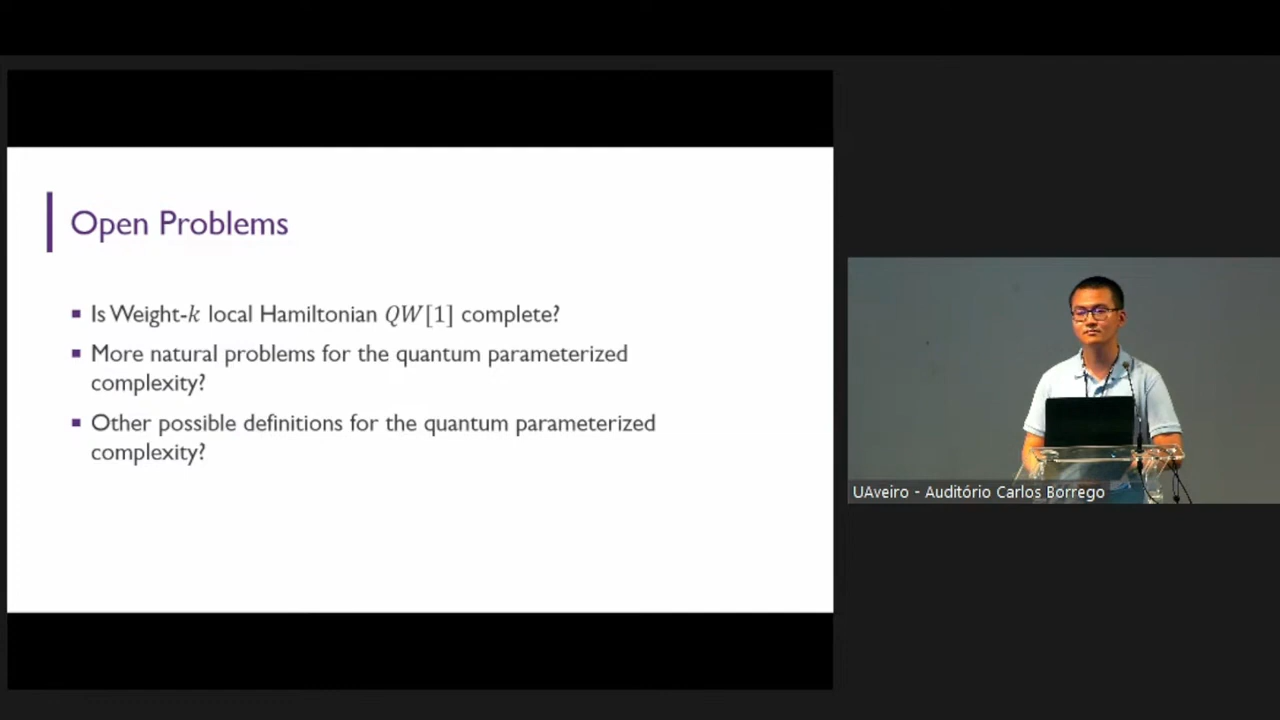 Open Problems
▪ Is Weight-k local Hamiltonian QW[1] complete?
▪ More natural problems for the quantum parameterized
complexity?
▪ Other possible definitions for the quantum parameterized
complexity?
UAveiro - Auditório Carlos Borrego